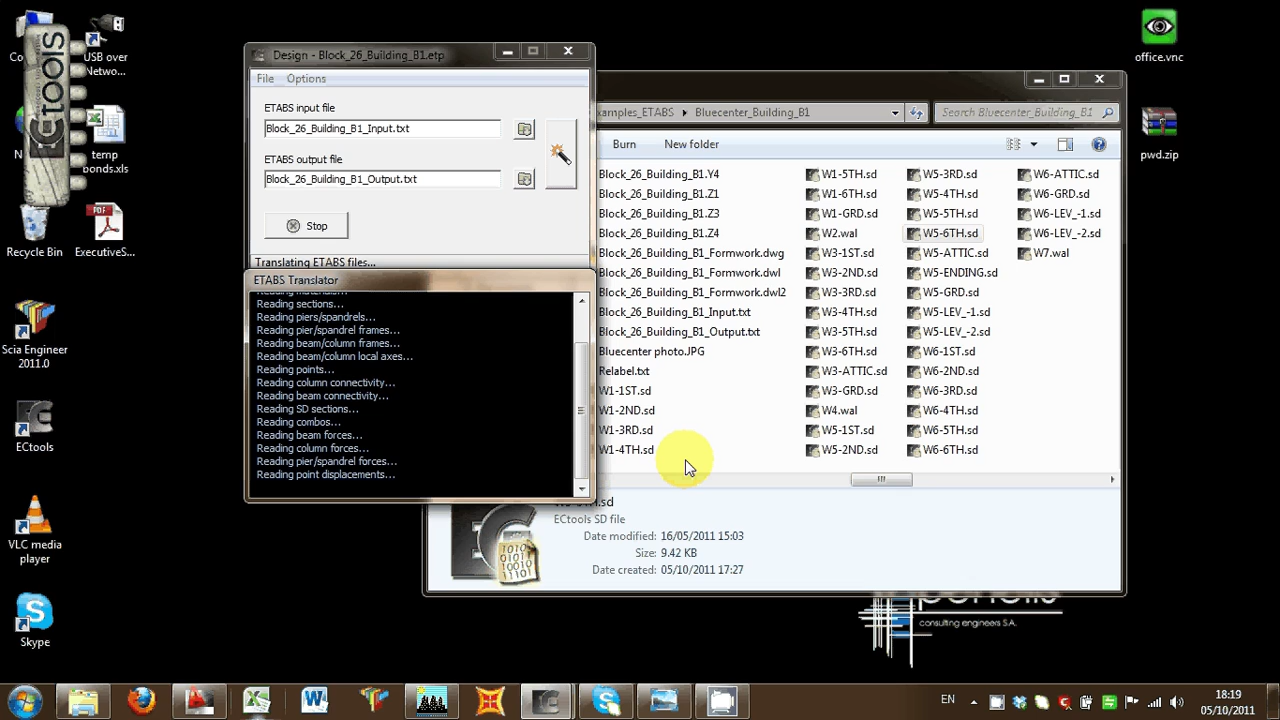 USB over
Netwo...
temp
ponds.xls
ECtools
Recycle Bin
ExecutiveS...
Scia Engineer
2011.0
ECtools
VLC media
player
Skype
office.vnc
pwd.zip
Design - Block_26_Building_B1.etp
File
Options
ETABS input file
Block_26_Building_B1_Input.txt
ETABS output file
Block_26_Building_B1_Output.txt
Stop
Translating ETABS files...
ETABS Translator
Reading materials...
Reading sections...
Reading piers/spandrels...
Reading pier/spandrel frames...
Reading beam/column frames...
Reading beam/column local axes...
Reading points...
Reading column connectivity...
Reading beam connectivity...
Reading SD sections...
Reading combos...
Reading beam forces...
Reading column forces...
Reading pier/spandrel forces...
Reading point displacements...
xamples_ETABS
Bluecenter_Building_B1
Search Bluecenter_Building_B1
Burn
New folder
Block_26_Building_B1.Y4
Block_26_Building_B1.Z1
Block_26_Building_B1.Z3
Block_26_Building_B1.Z4
Block_26_Building_B1_Formwork.dwg
Block_26_Building_B1_Formwork.dwl
Block_26_Building_B1_Formwork.dwl2
Block_26_Building_B1_Input.txt
Block_26_Building_B1_Output.txt
Bluecenter photo.JPG
Relabel.txt
W1-1ST.sd
W1-2ND.sd
W1-3RD.sd
W1-4TH.sd
W1-5TH.sd
W1-6TH.sd
W1-GRD.sd
W2.wal
W3-1ST.sd
W3-2ND.sd
W3-3RD.sd
W3-4TH.sd
W3-5TH.sd
W3-6TH.sd
W3-ATTIC.sd
W3-GRD.sd
W4.wal
W5-1ST.sd
W5-2ND.sd
W5-3RD.sd
W5-4TH.sd
W5-5TH.sd
W5-6TH.sd
W5-ATTIC.sd
W5-ENDING.sd
W5-GRD.sd
W5-LEV_-1.sd
W5-LEV_-2.sd
W6-1ST.sd
W6-2ND.sd
W6-3RD.sd
W6-4TH.sd
W6-5TH.sd
W6-6TH.sd
W6-ATTIC.sd
W6-GRD.sd
W6-LEV_-1.sd
W6-LEV_-2.sd
W7.wal
ECtools SD file
Date modified: 16/05/2011 15:03
Size: 9.42 KB
Date created: 05/10/2011 17:27
consulting engineers S.A.
EN
18:19
05/10/2011